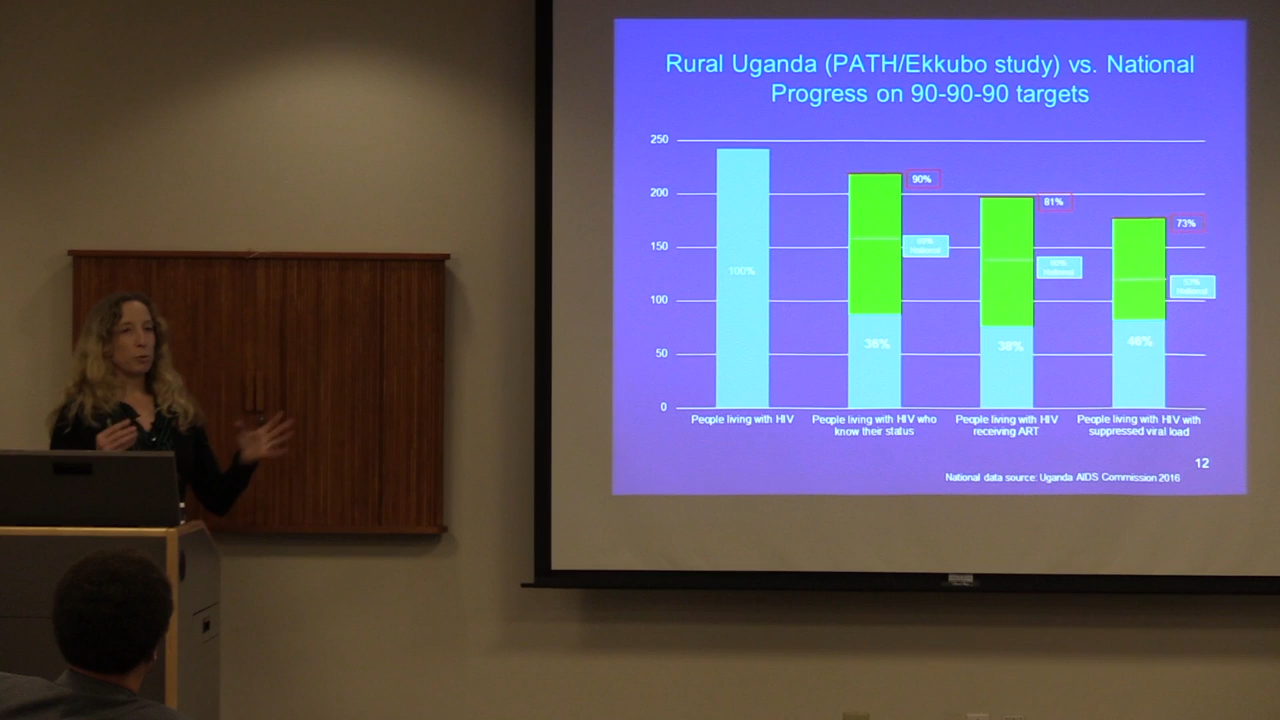 Rural Uganda (PATH/Ekkubo study) vs. National
Progress on 90-90-90 targets
250
200
150
100
50
0
100%
90%
National
36%
81%
National
38%
73%
National
46%
People living with HIV
People living with HIV who
know their status
People living with HIV
receiving ART
People living with HIV with
suppressed viral load
12
National data source: Uganda AIDS Commission 2016